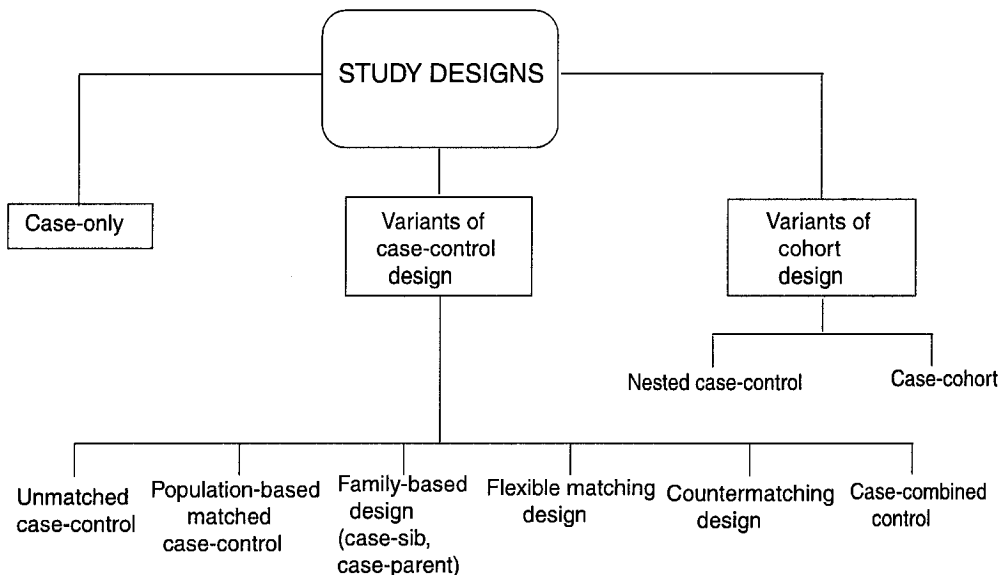 STUDY DESIGNS
Case-only
Variants of
case-control
design
Variants of
cohort
design
Nested case-control
Case-cohort
Unmatched
case-control
Population-based
matched
case-control
Family-based
design
(case-sib,
case-parent)
Flexible matching
design
Countermatching
design
Case-combined
control